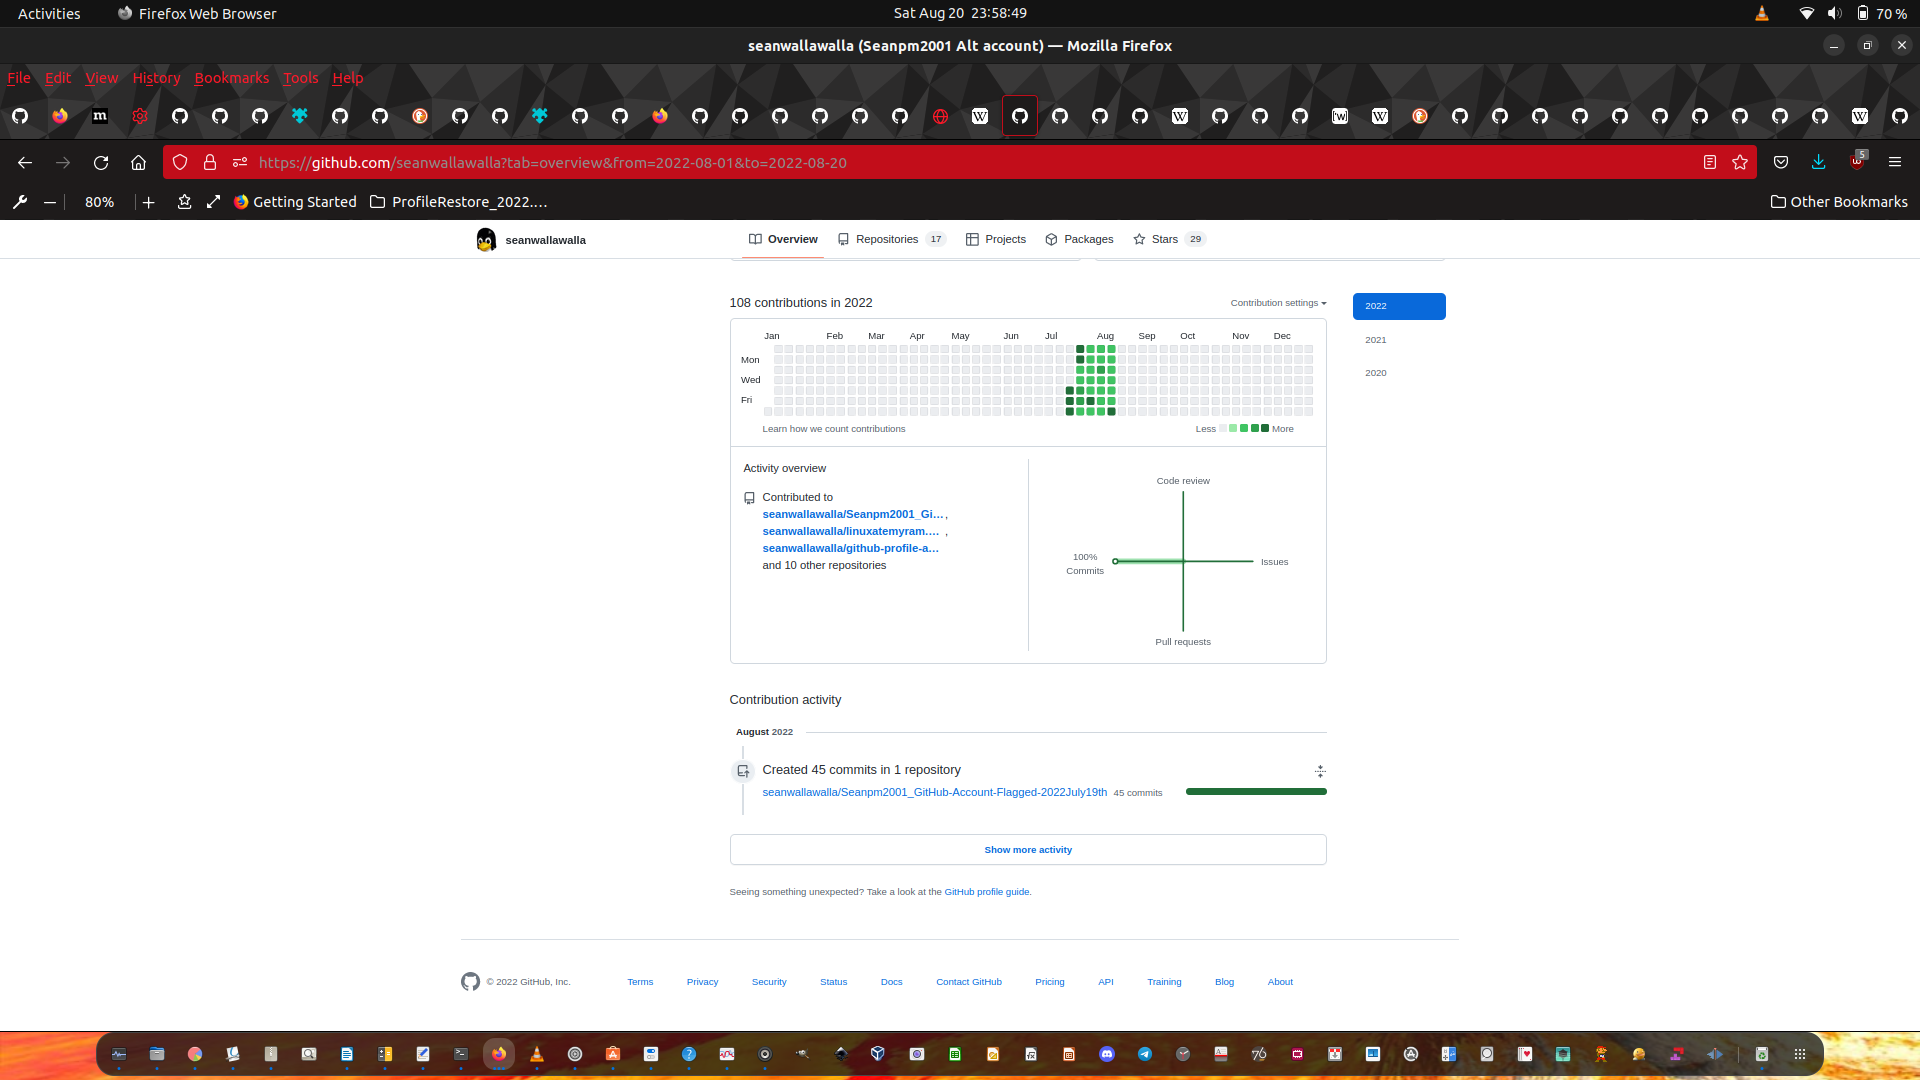 Activities Firefox Web Browser Sat Aug 20 23:58:49 70 %
seanwallawalla (Seanpm2001 Alt account) — Mozilla Firefox
File Edit View History Bookmarks Tools Help
https://github.com/seanwallawalla?tab=overview&from=2022-08-01&to=2022-08-20 5
80% Getting Started ProfileRestore_2022.… Other Bookmarks
seanwallawalla Overview Repositories 17 Projects Packages Stars 29
108 contributions in 2022 Contribution settings 2022
Jan Feb Mar Apr May Jun Jul Aug Sep Oct Nov Dec
2021
Mon
2020
Wed
Fri
Learn how we count contributions Less More
Activity overview
Code review
Contributed to
seanwallawalla/Seanpm2001_Gi… ,
seanwallawalla/linuxatemyram.… ,
seanwallawalla/github-profile-a…
and 10 other repositories
100%
Commits
Issues
Pull requests
Contribution activity
August 2022
Created 45 commits in 1 repository
seanwallawalla/Seanpm2001_GitHub-Account-Flagged-2022July19th 45 commits
Show more activity
Seeing something unexpected? Take a look at the GitHub profile guide.
© 2022 GitHub, Inc. Terms Privacy Security Status Docs Contact GitHub Pricing API Training Blog About